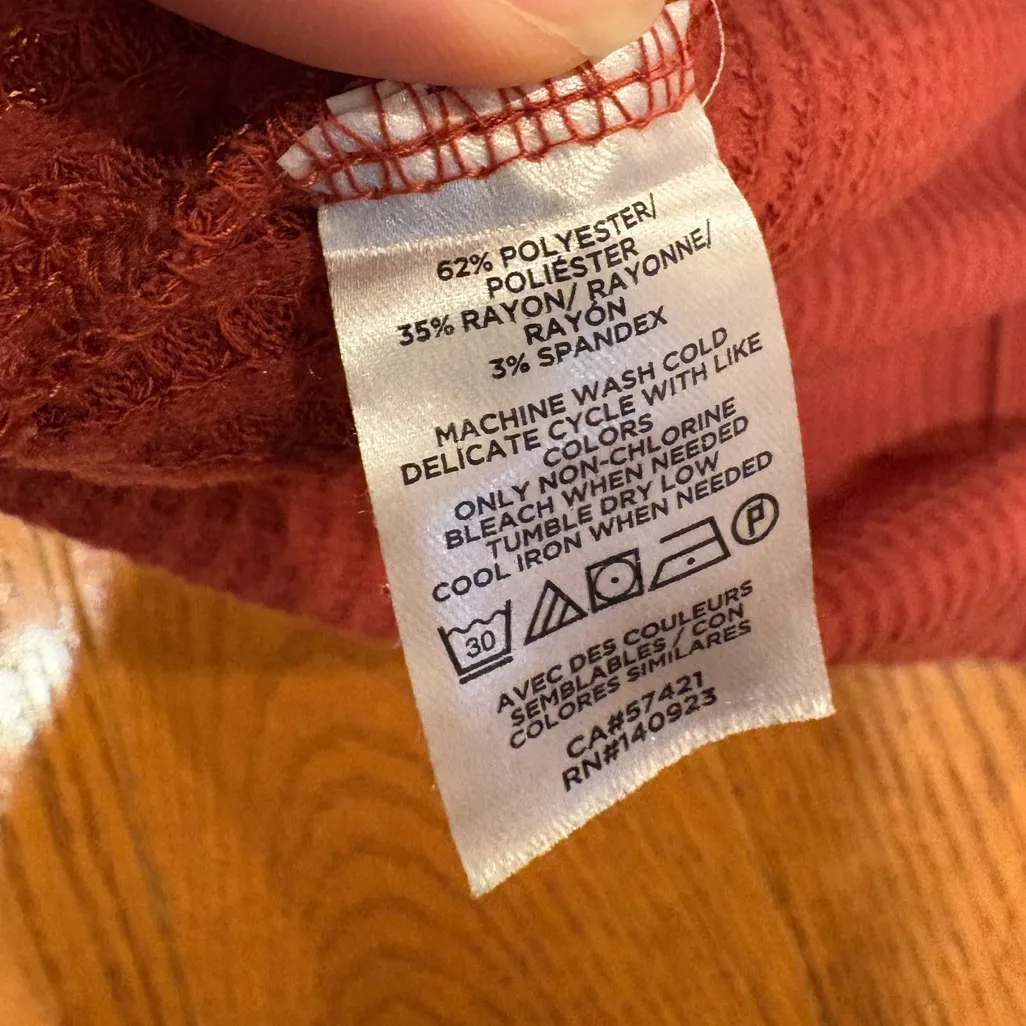 62% POLYESTER/
POLIÉSTER
35% RAYON/ RAYONNE/
RAYÓN
3% SPANDEX
MACHINE WASH COLD
DELICATE CYCLE WITH LIKE
COLORS
ONLY NON-CHLORINE
BLEACH WHEN NEEDED
TUMBLE DRY LOW
COOL IRON WHEN NEEDED
30 P
AVEC DES COULEURS
SEMBLABLES / CON
COLORES SIMILARES
CA#57421
RN#140923